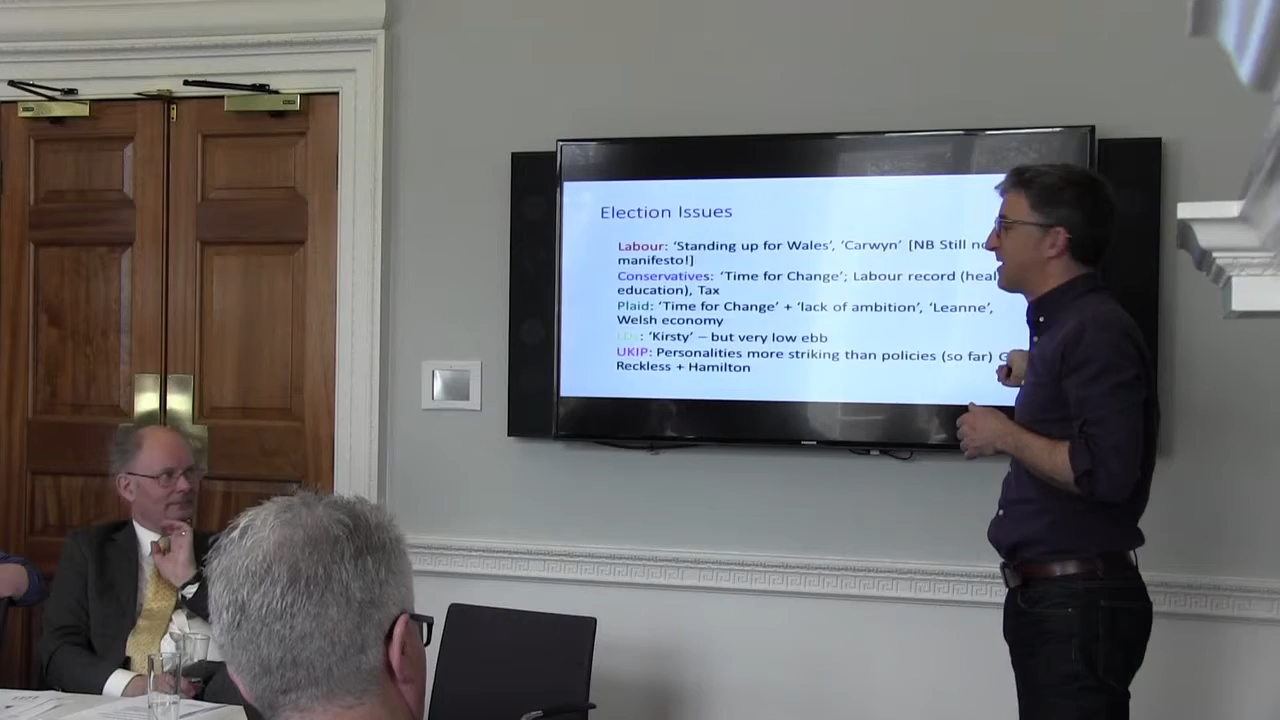 Election Issues
Labour: ‘Standing up for Wales’, ‘Carwyn’ [NB Still
manifesto!]
Conservatives: ‘Time for Change’; Labour record
education), Tax
Plaid: ‘Time for Change’ + ‘lack of ambition’, ‘Leanne’,
Welsh economy
LDs: ‘Kirsty’ – but very low ebb
UKIP: Personalities more striking than policies (so far)
Reckless + Hamilton